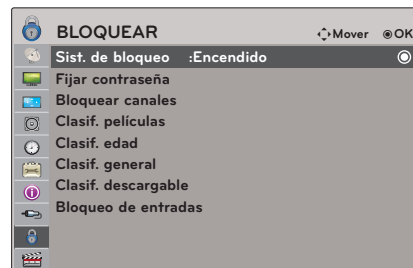 BLOQUEAR Mover OK
Sist. de bloqueo :Encendido
Fijar contraseña
Bloquear canales
Clasif. películas
Clasif. edad
Clasif. general
Clasif. descargable
Bloqueo de entradas